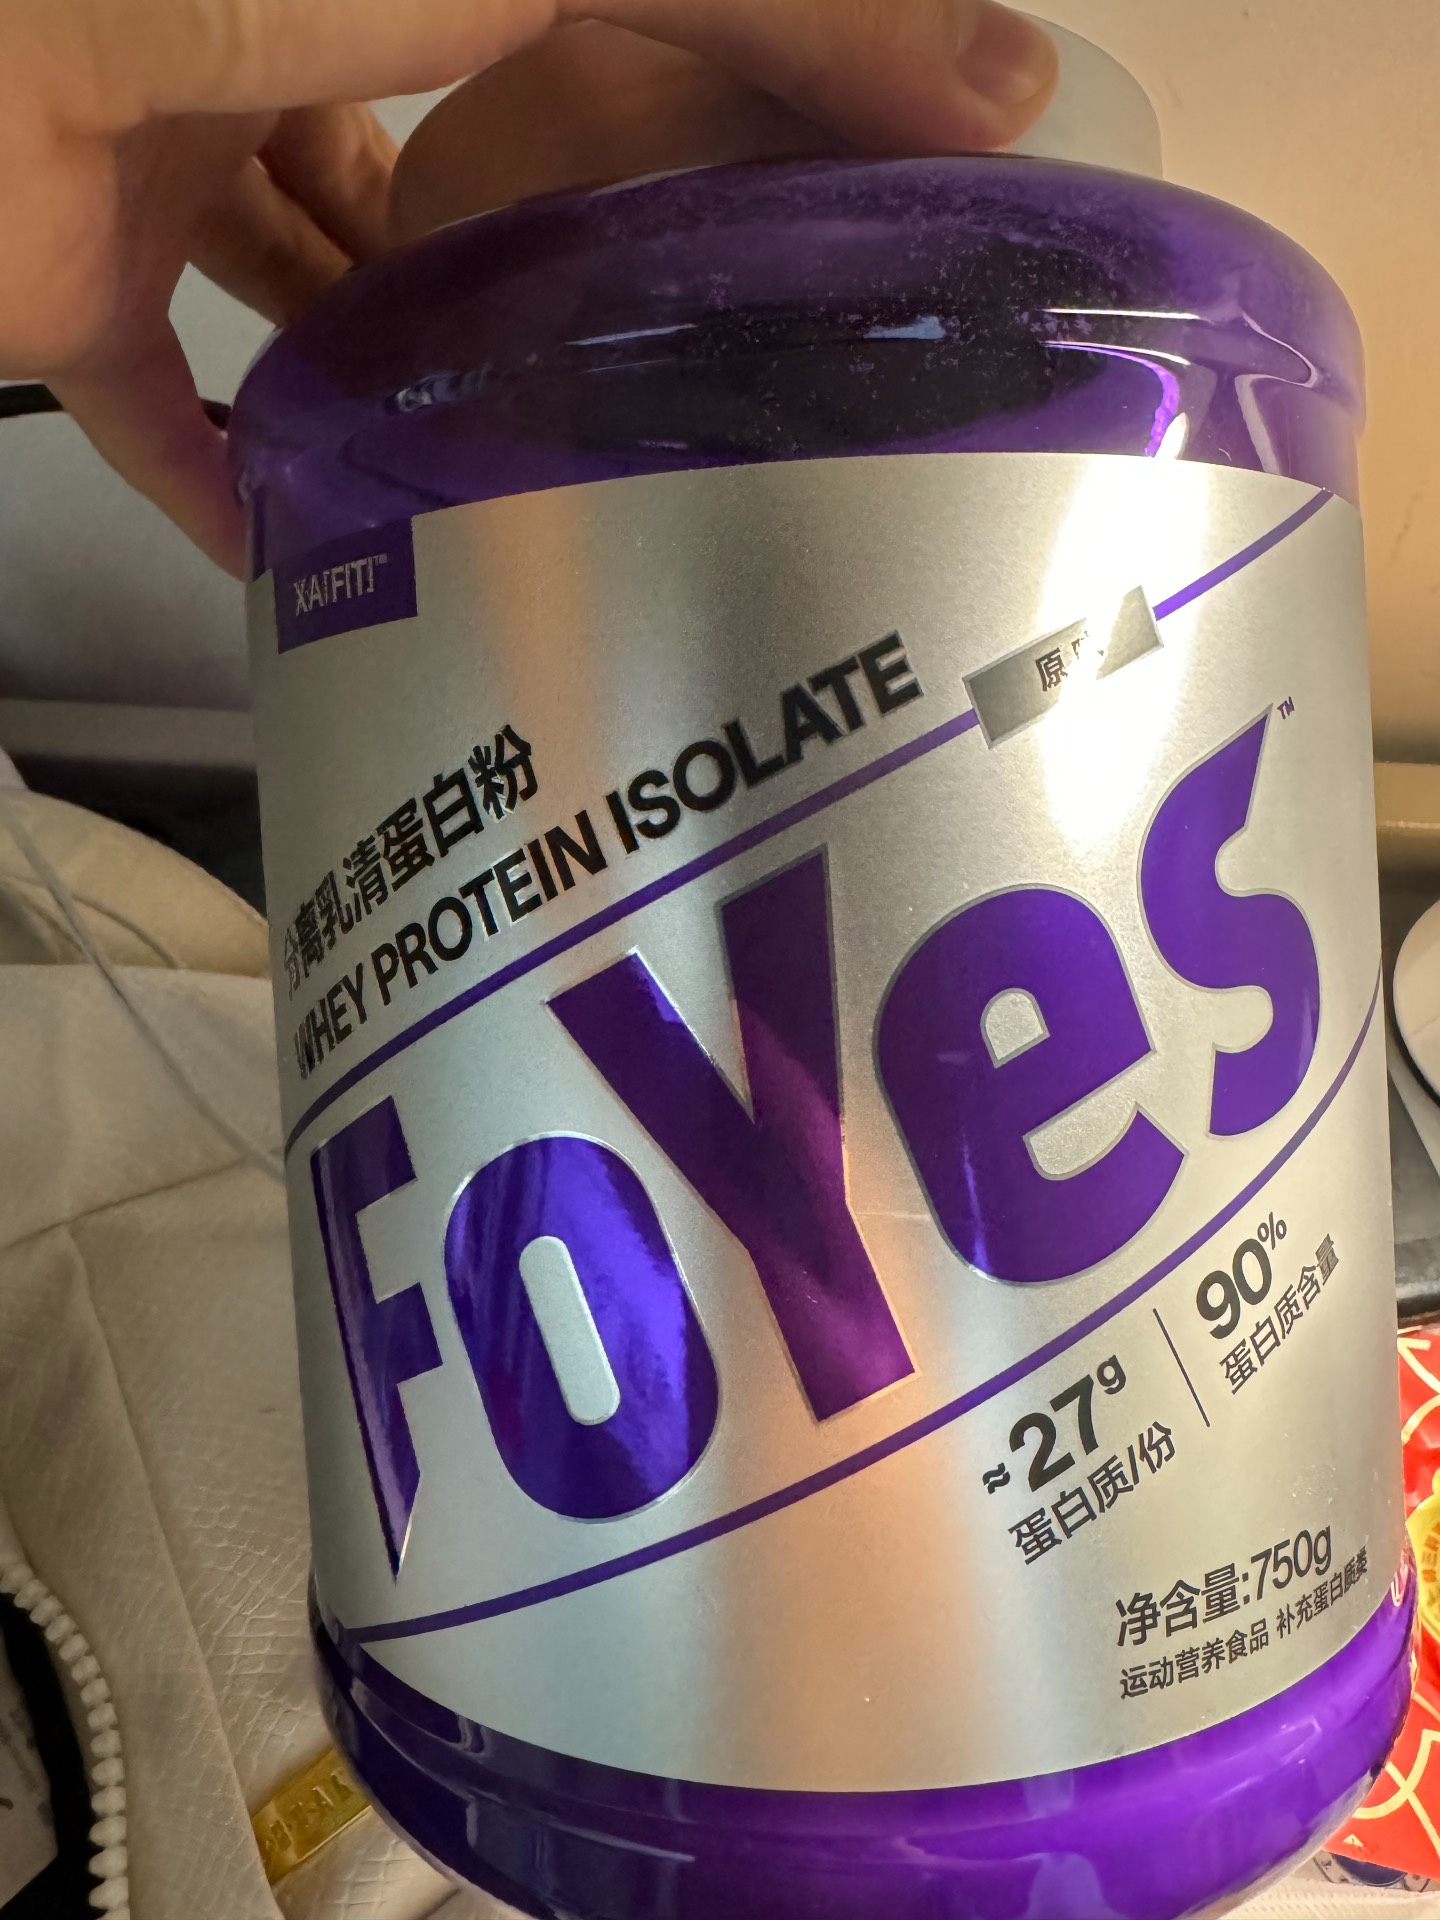 XA[FIT]™
分离乳清蛋白粉
WHEY PROTEIN ISOLATE
原味
FoYes™
≈27g
蛋白质/份
90%
蛋白质含量
净含量:750g
运动营养食品 补充蛋白质类